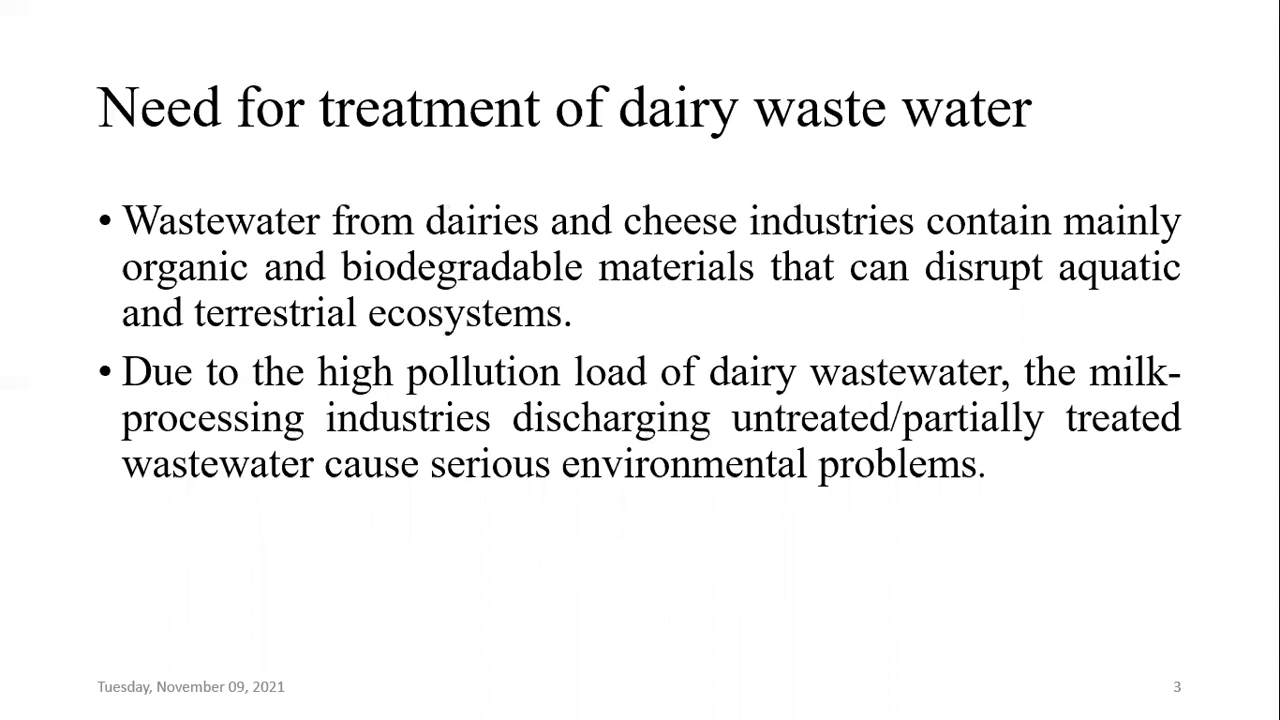 Need for treatment of dairy waste water
• Wastewater from dairies and cheese industries contain mainly
organic and biodegradable materials that can disrupt aquatic
and terrestrial ecosystems.
• Due to the high pollution load of dairy wastewater, the milk-
processing industries discharging untreated/partially treated
wastewater cause serious environmental problems.
Tuesday, November 09, 2021
3